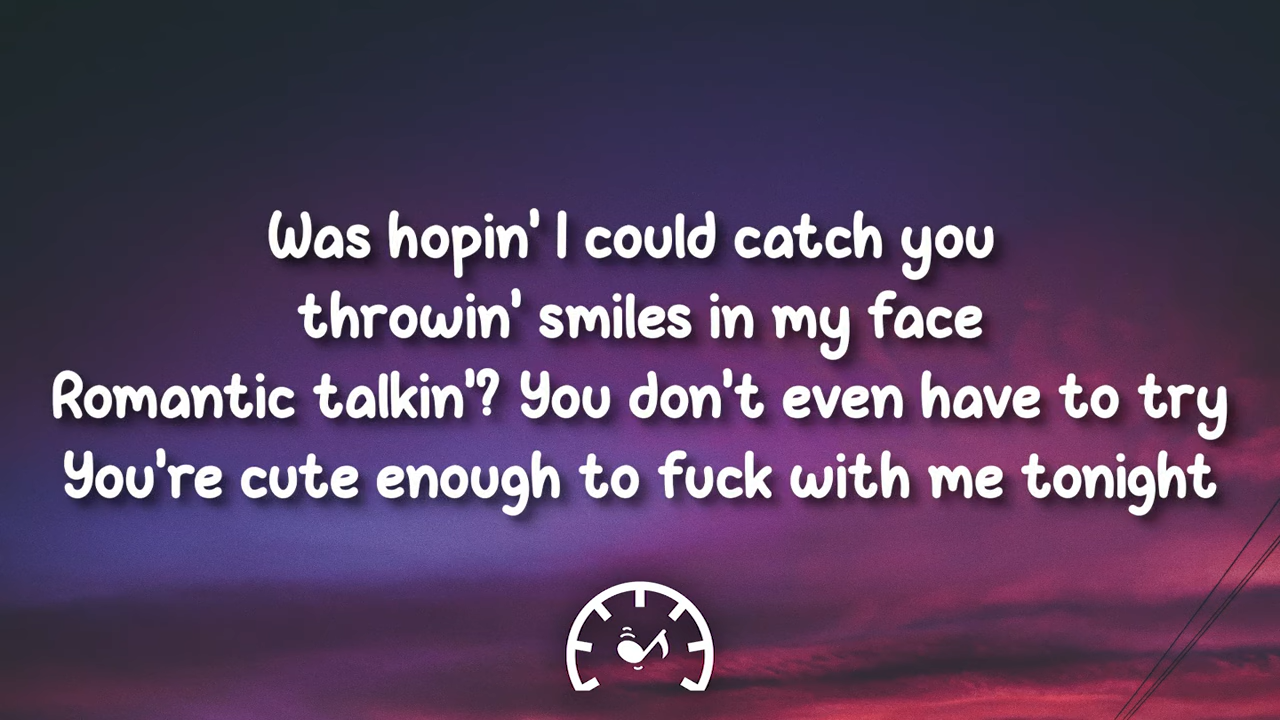 Was hopin' I could catch you
throwin' smiles in my face
Romantic talkin'? You don't even have to try
You're cute enough to fuck with me tonight